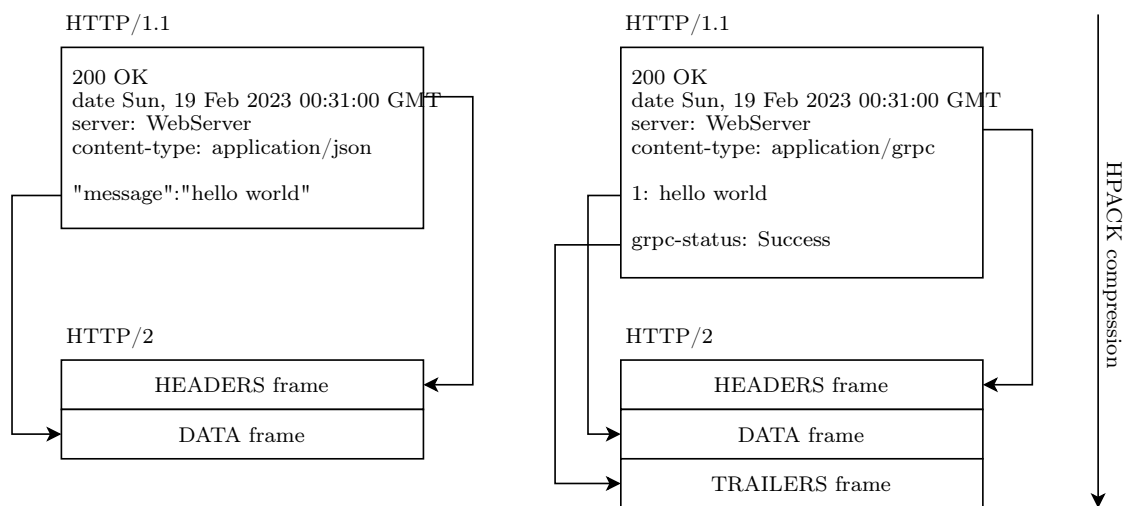 HTTP/1.1
200 OK
date Sun, 19 Feb 2023 00:31:00 GMT
server: WebServer
content-type: application/json
"message":"hello world"
HTTP/2
HEADERS frame
DATA frame
HTTP/1.1
200 OK
date Sun, 19 Feb 2023 00:31:00 GMT
server: WebServer
content-type: application/grpc
1: hello world
grpc-status: Success
HTTP/2
HEADERS frame
DATA frame
TRAILERS frame
HPACK compression